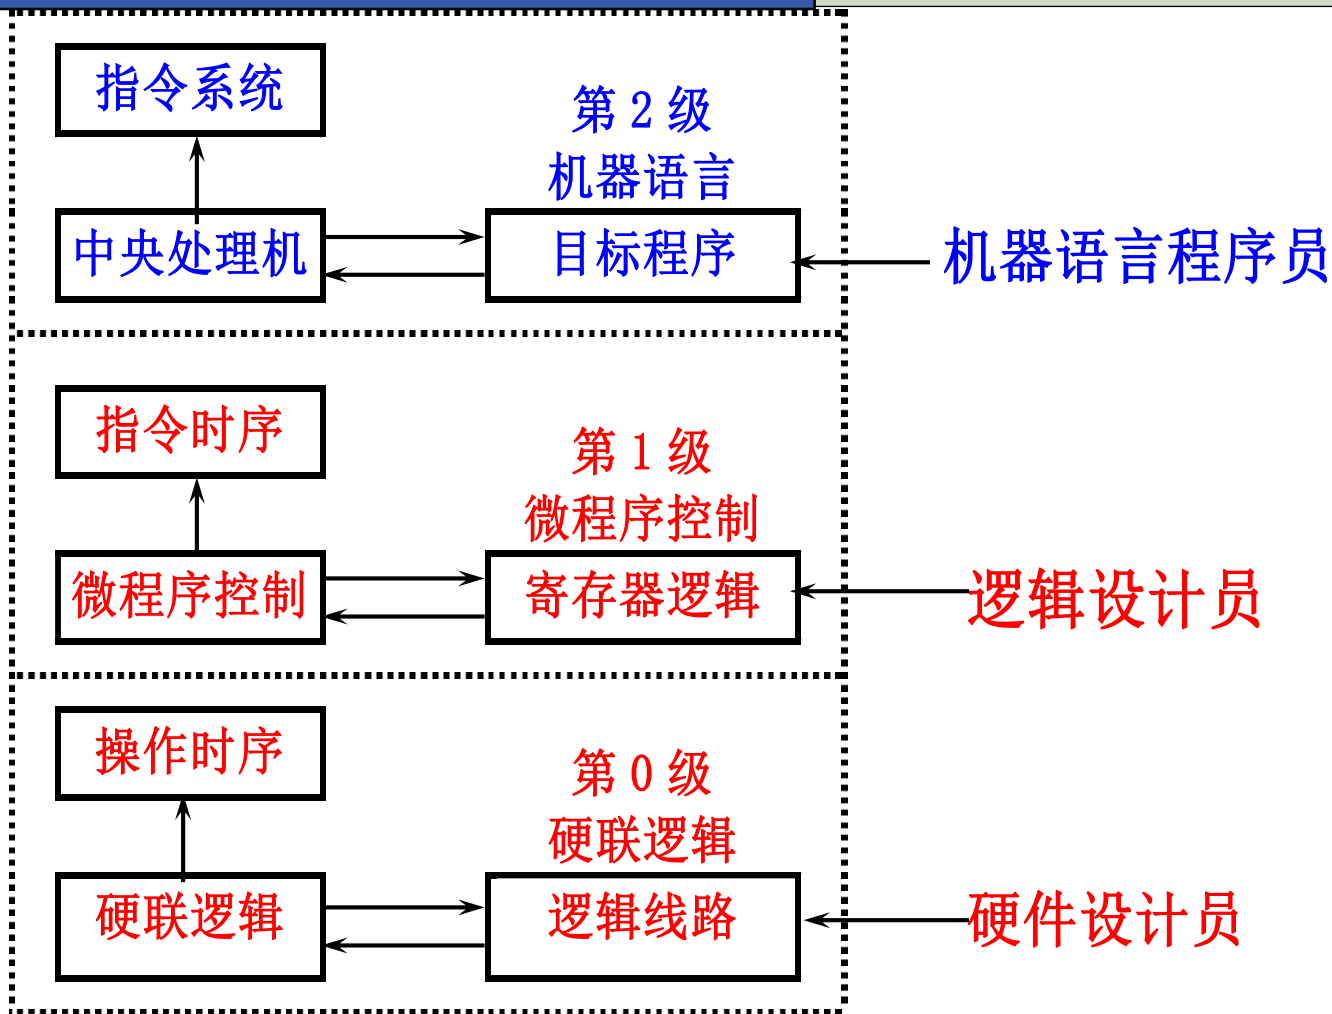 指令系统
第 2 级
机器语言
中央处理机
目标程序
机器语言程序员
指令时序
第 1 级
微程序控制
微程序控制
寄存器逻辑
逻辑设计员
操作时序
第 0 级
硬联逻辑
硬联逻辑
逻辑线路
硬件设计员